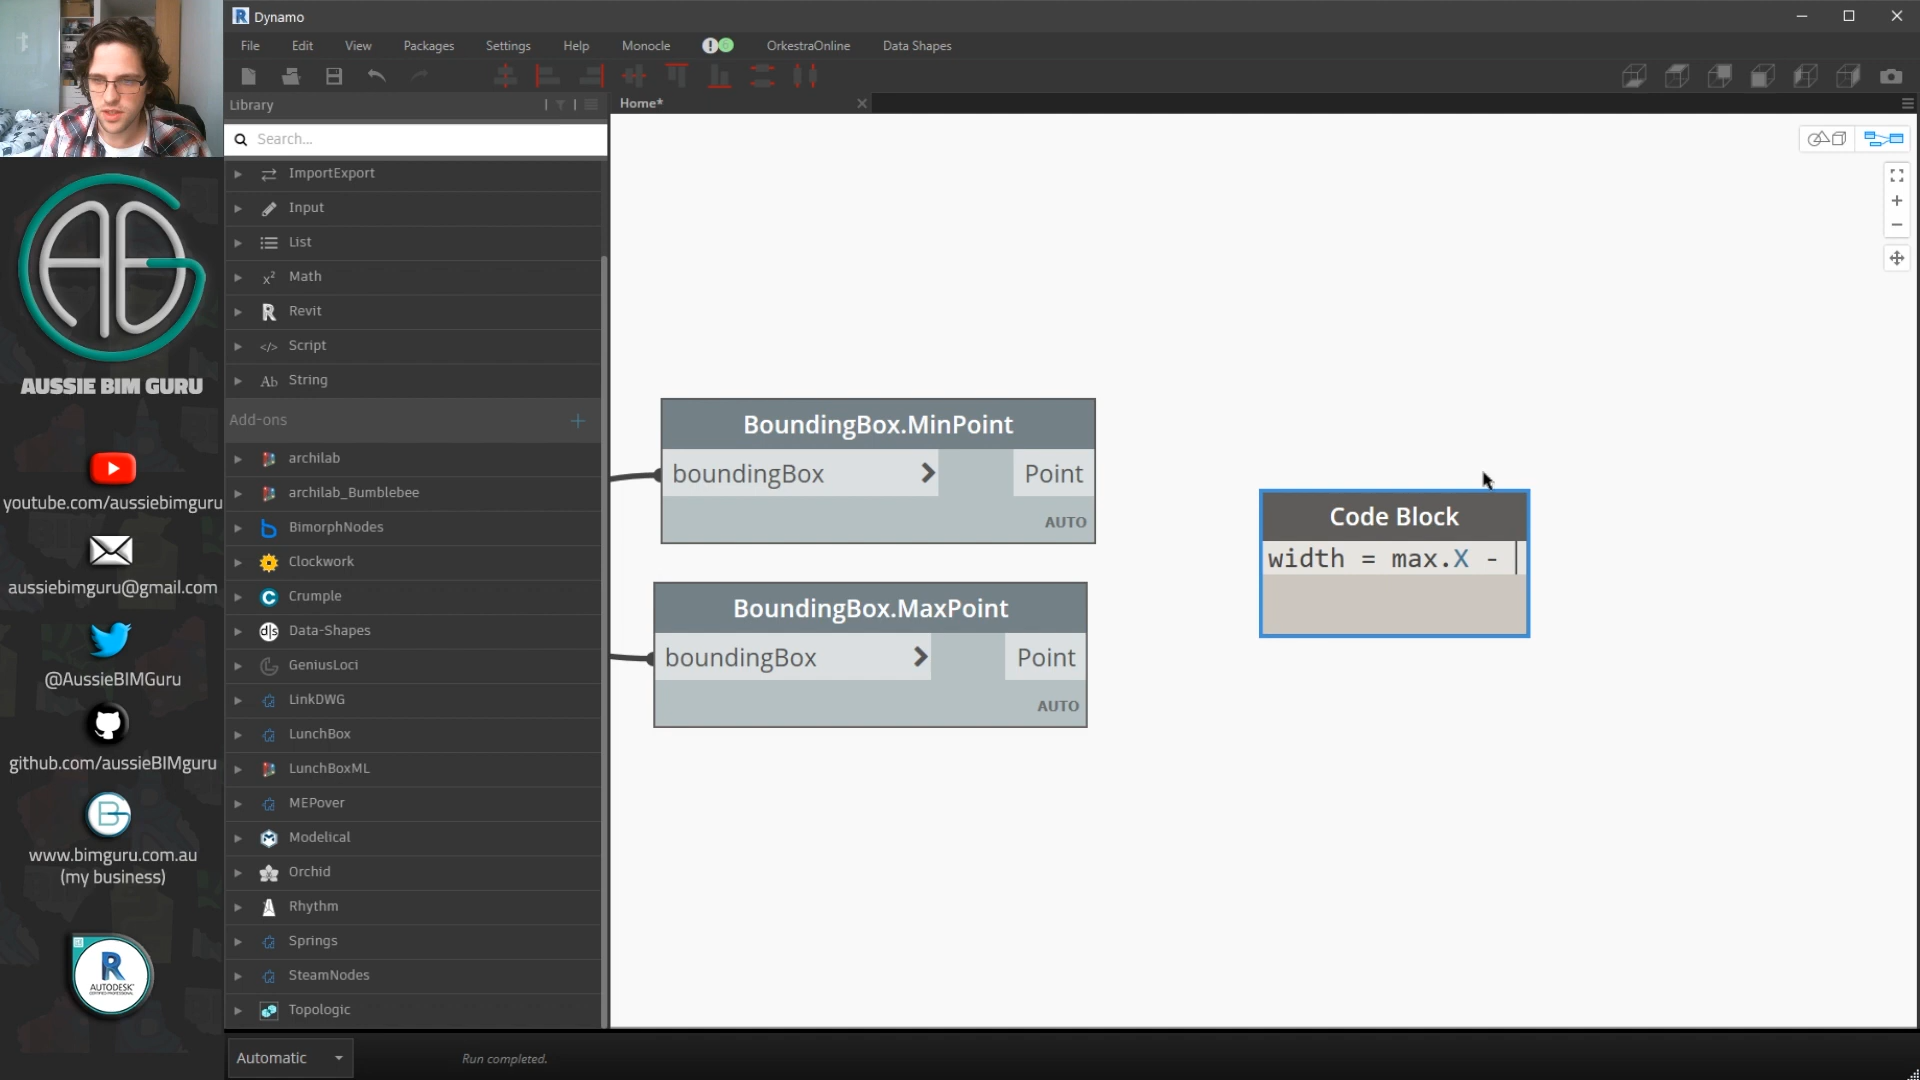 Dynamo
File Edit View Packages Settings Help Monocle OrkestraOnline Data Shapes
Library
Home*
Search...
ImportExport
Input
List
Math
Revit
Script
String
Add-ons
archilab
archilab_Bumblebee
BimorphNodes
Clockwork
Crumple
Data-Shapes
GeniusLoci
LinkDWG
LunchBox
LunchBoxML
MEPover
Modelical
Orchid
Rhythm
Springs
SteamNodes
Topologic
BoundingBox.MinPoint
boundingBox > Point
AUTO
BoundingBox.MaxPoint
boundingBox > Point
AUTO
Code Block
width = max.X -
Automatic
Run completed.
AUSSIE BIM GURU
youtube.com/aussiebimguru
aussiebimguru@gmail.com
@AussieBIMGuru
github.com/aussieBIMguru
www.bimguru.com.au
(my business)
R
AUTODESK